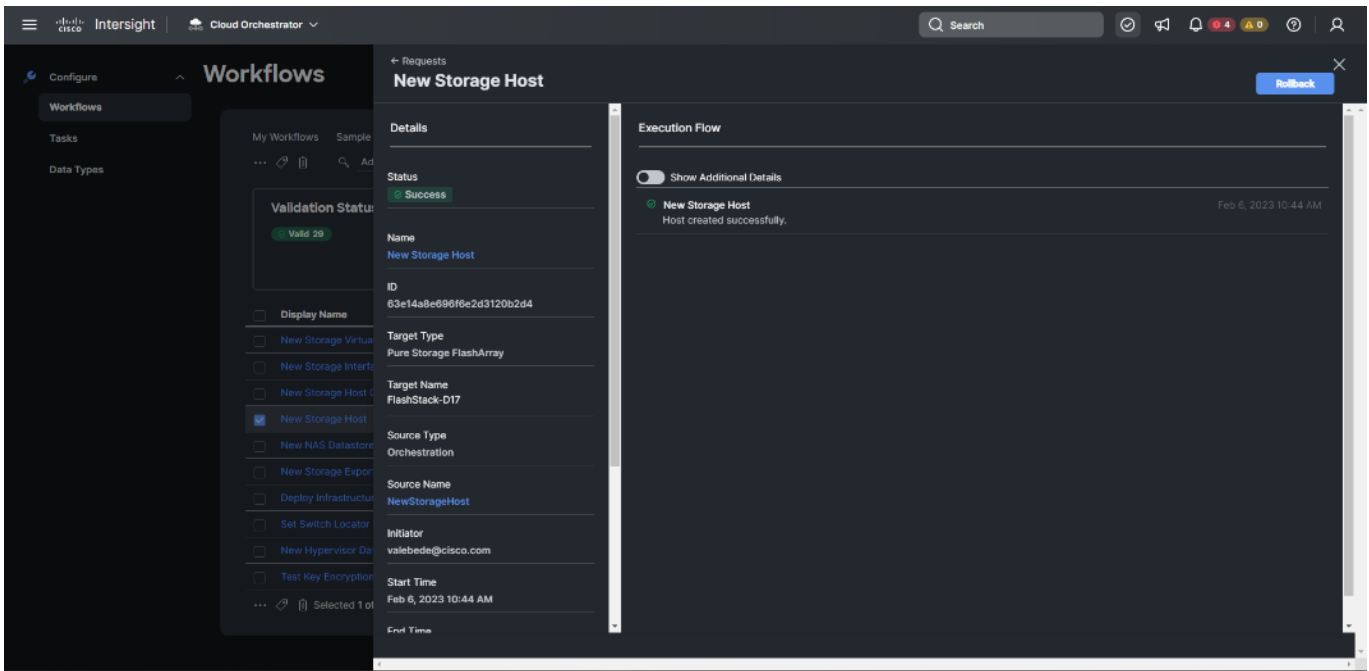 cisco Intersight Cloud Orchestrator Search 4 0
Configure
Workflows
Tasks
Data Types
Workflows
My Workflows Sample
Ad
Validation Status
Valid 29
Display Name
New Storage Virtua
New Storage Interfa
New Storage Host
New Storage Host
New NAS Datastore
New Storage Expor
Deploy Infrastructur
Set Switch Locator
New Hypervisor Da
Test Key Encryption
Selected 1 of
← Requests
New Storage Host
Rollback
Details
Status
Success
Name
New Storage Host
ID
63e14a8e696f6e2d3120b2d4
Target Type
Pure Storage FlashArray
Target Name
FlashStack-D17
Source Type
Orchestration
Source Name
NewStorageHost
Initiator
valebede@cisco.com
Start Time
Feb 6, 2023 10:44 AM
End Time
Execution Flow
Show Additional Details
New Storage Host Feb 6, 2023 10:44 AM
Host created successfully.